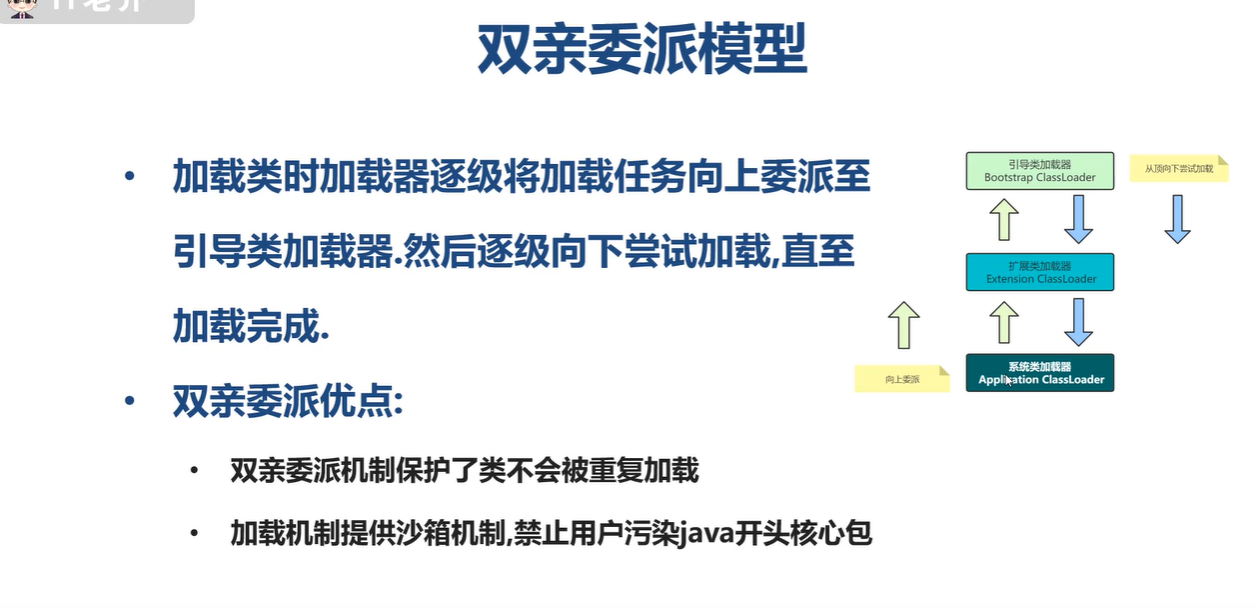 双亲委派模型
• 加载类时加载器逐级将加载任务向上委派至
引导类加载器.然后逐级向下尝试加载,直至
加载完成.
• 双亲委派优点:
• 双亲委派机制保护了类不会被重复加载
• 加载机制提供沙箱机制,禁止用户污染java开头核心包
引导类加载器
Bootstrap ClassLoader
从顶向下尝试加载
扩展类加载器
Extension ClassLoader
向上委派
系统类加载器
Application ClassLoader